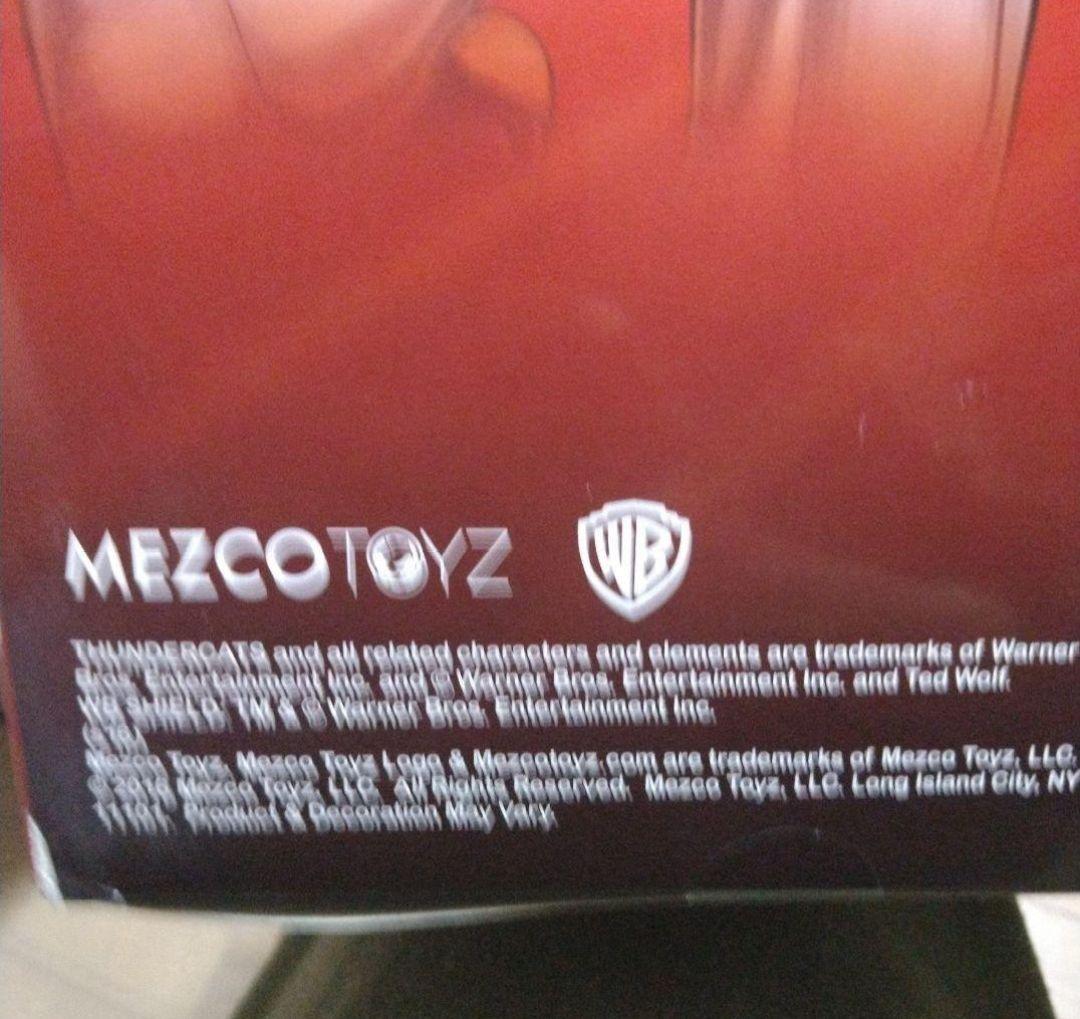 MEZCOTOYZ WB
THUNDERCATS and all related characters and elements are trademarks of Warner
Bros. Entertainment Inc. and © Warner Bros. Entertainment Inc. and Ted Wolf.
WB SHIELD: TM & © Warner Bros. Entertainment Inc.
Mezco Toyz, Mezco Toyz Logo & Mezcotoyz.com are trademarks of Mezco Toyz, LLC.
© Mezco Toyz, LLC. All Rights Reserved. Mezco Toyz, LLC. Long Island City, NY
11101. Product & Decoration May Vary.